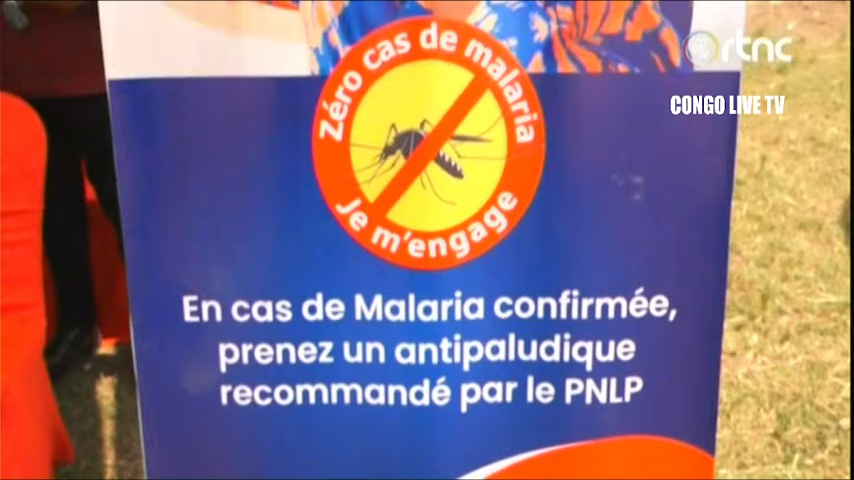 rtnc
CONGO LIVE TV
Zéro cas de malaria
Je m'engage
En cas de Malaria confirmée,
prenez un antipaludique
recommandé par le PNLP